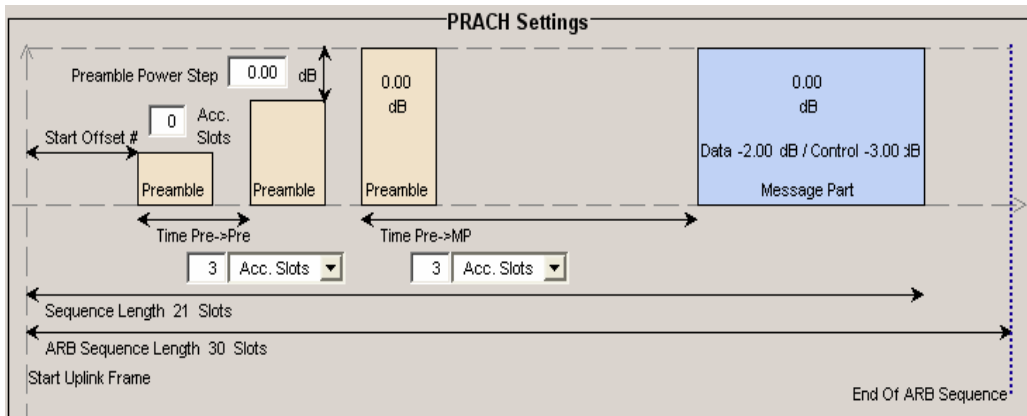 PRACH Settings
Preamble Power Step 0.00 dB
0.00
dB
0.00
dB
Start Offset # 0 Acc.
Slots
Data -2.00 dB / Control -3.00 dB
Preamble
Preamble
Preamble
Message Part
Time Pre->Pre
Time Pre->MP
3 Acc. Slots
3 Acc. Slots
Sequence Length 21 Slots
ARB Sequence Length 30 Slots
Start Uplink Frame
End Of ARB Sequence